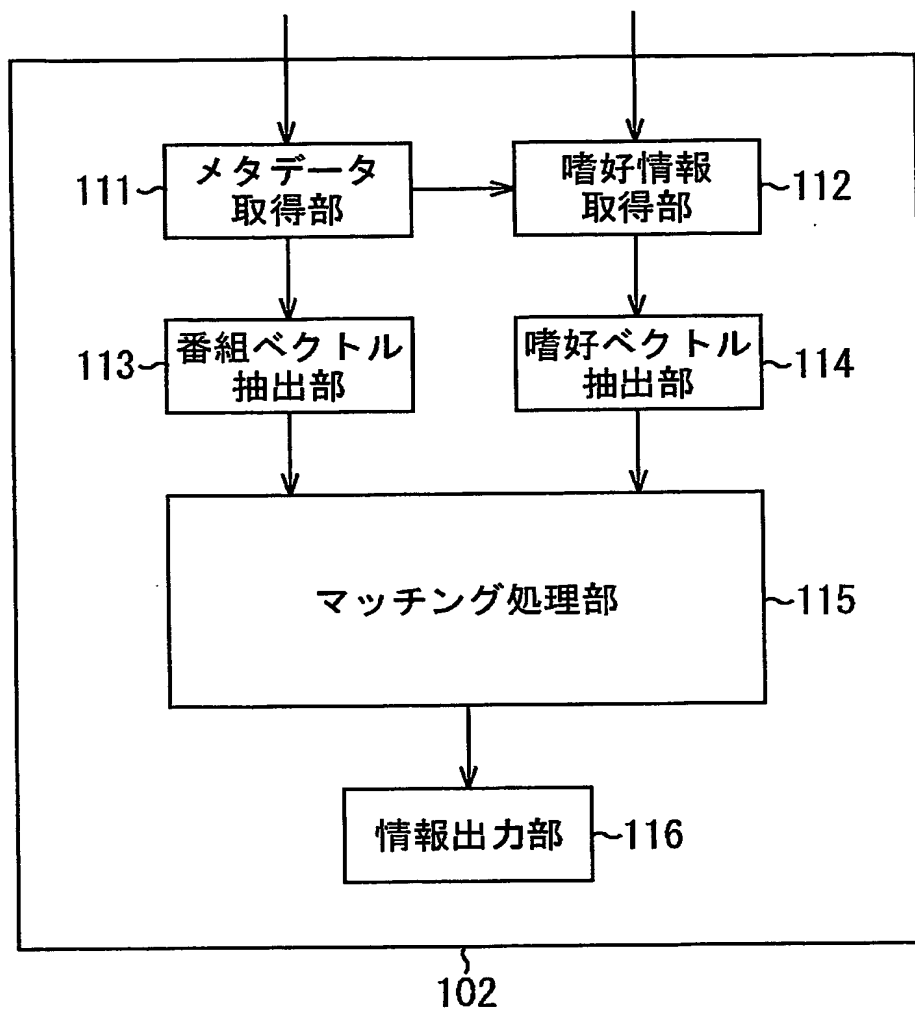 メタデータ
取得部
111
嗜好情報
取得部
112
番組ベクトル
抽出部
113
嗜好ベクトル
抽出部
114
マッチング処理部
115
情報出力部
116
102